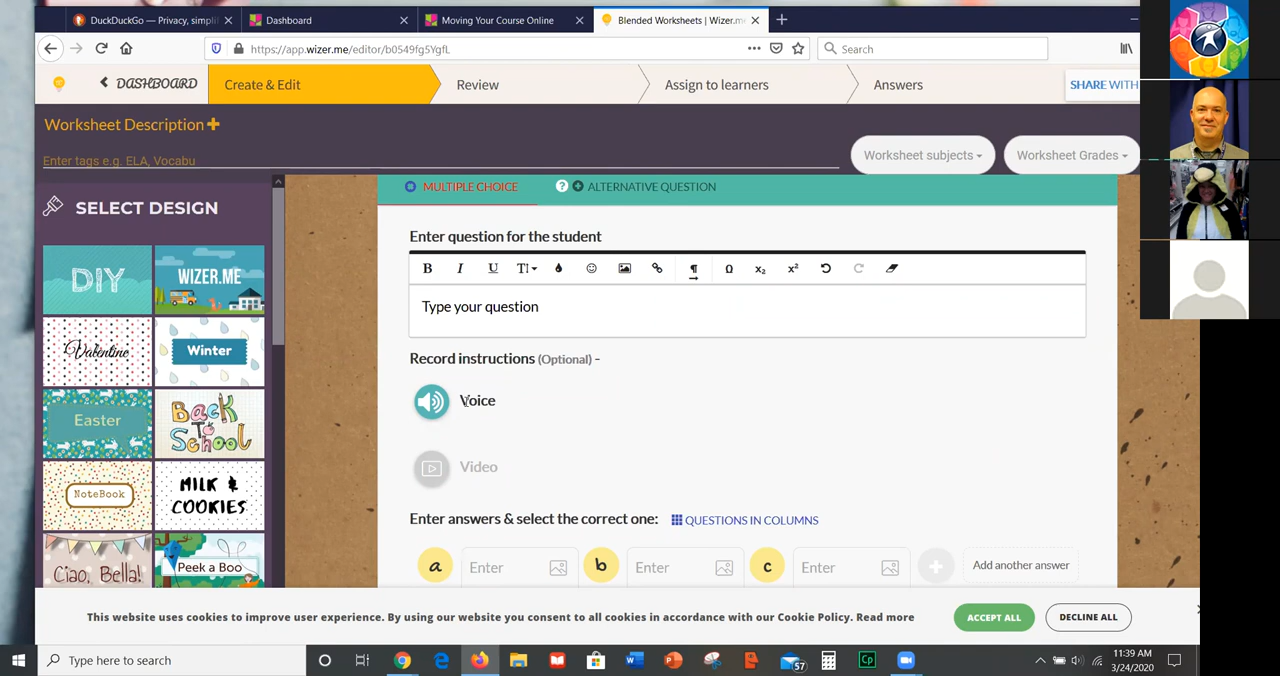 DuckDuckGo — Privacy, simplifi
Dashboard
Moving Your Course Online
Blended Worksheets | Wizer.me
https://app.wizer.me/editor/b0549fg5YgfL
Search
DASHBOARD
Create & Edit
Review
Assign to learners
Answers
SHARE WITH
Worksheet Description
Enter tags e.g. ELA, Vocabu
Worksheet subjects
Worksheet Grades
SELECT DESIGN
MULTIPLE CHOICE
ALTERNATIVE QUESTION
Enter question for the student
B I U TI Ω x₂ x²
Type your question
Record instructions (Optional) -
Voice
Video
Enter answers & select the correct one:
QUESTIONS IN COLUMNS
a Enter b Enter c Enter
Add another answer
DIY
WIZER.ME
Valentine
Winter
Easter
Back To School
NoteBook
MILK & COOKIES
Ciao, Bella!
Peek a Boo
This website uses cookies to improve user experience. By using our website you consent to all cookies in accordance with our Cookie Policy. Read more
ACCEPT ALL
DECLINE ALL
Type here to search
57
Cp
11:39 AM
3/24/2020